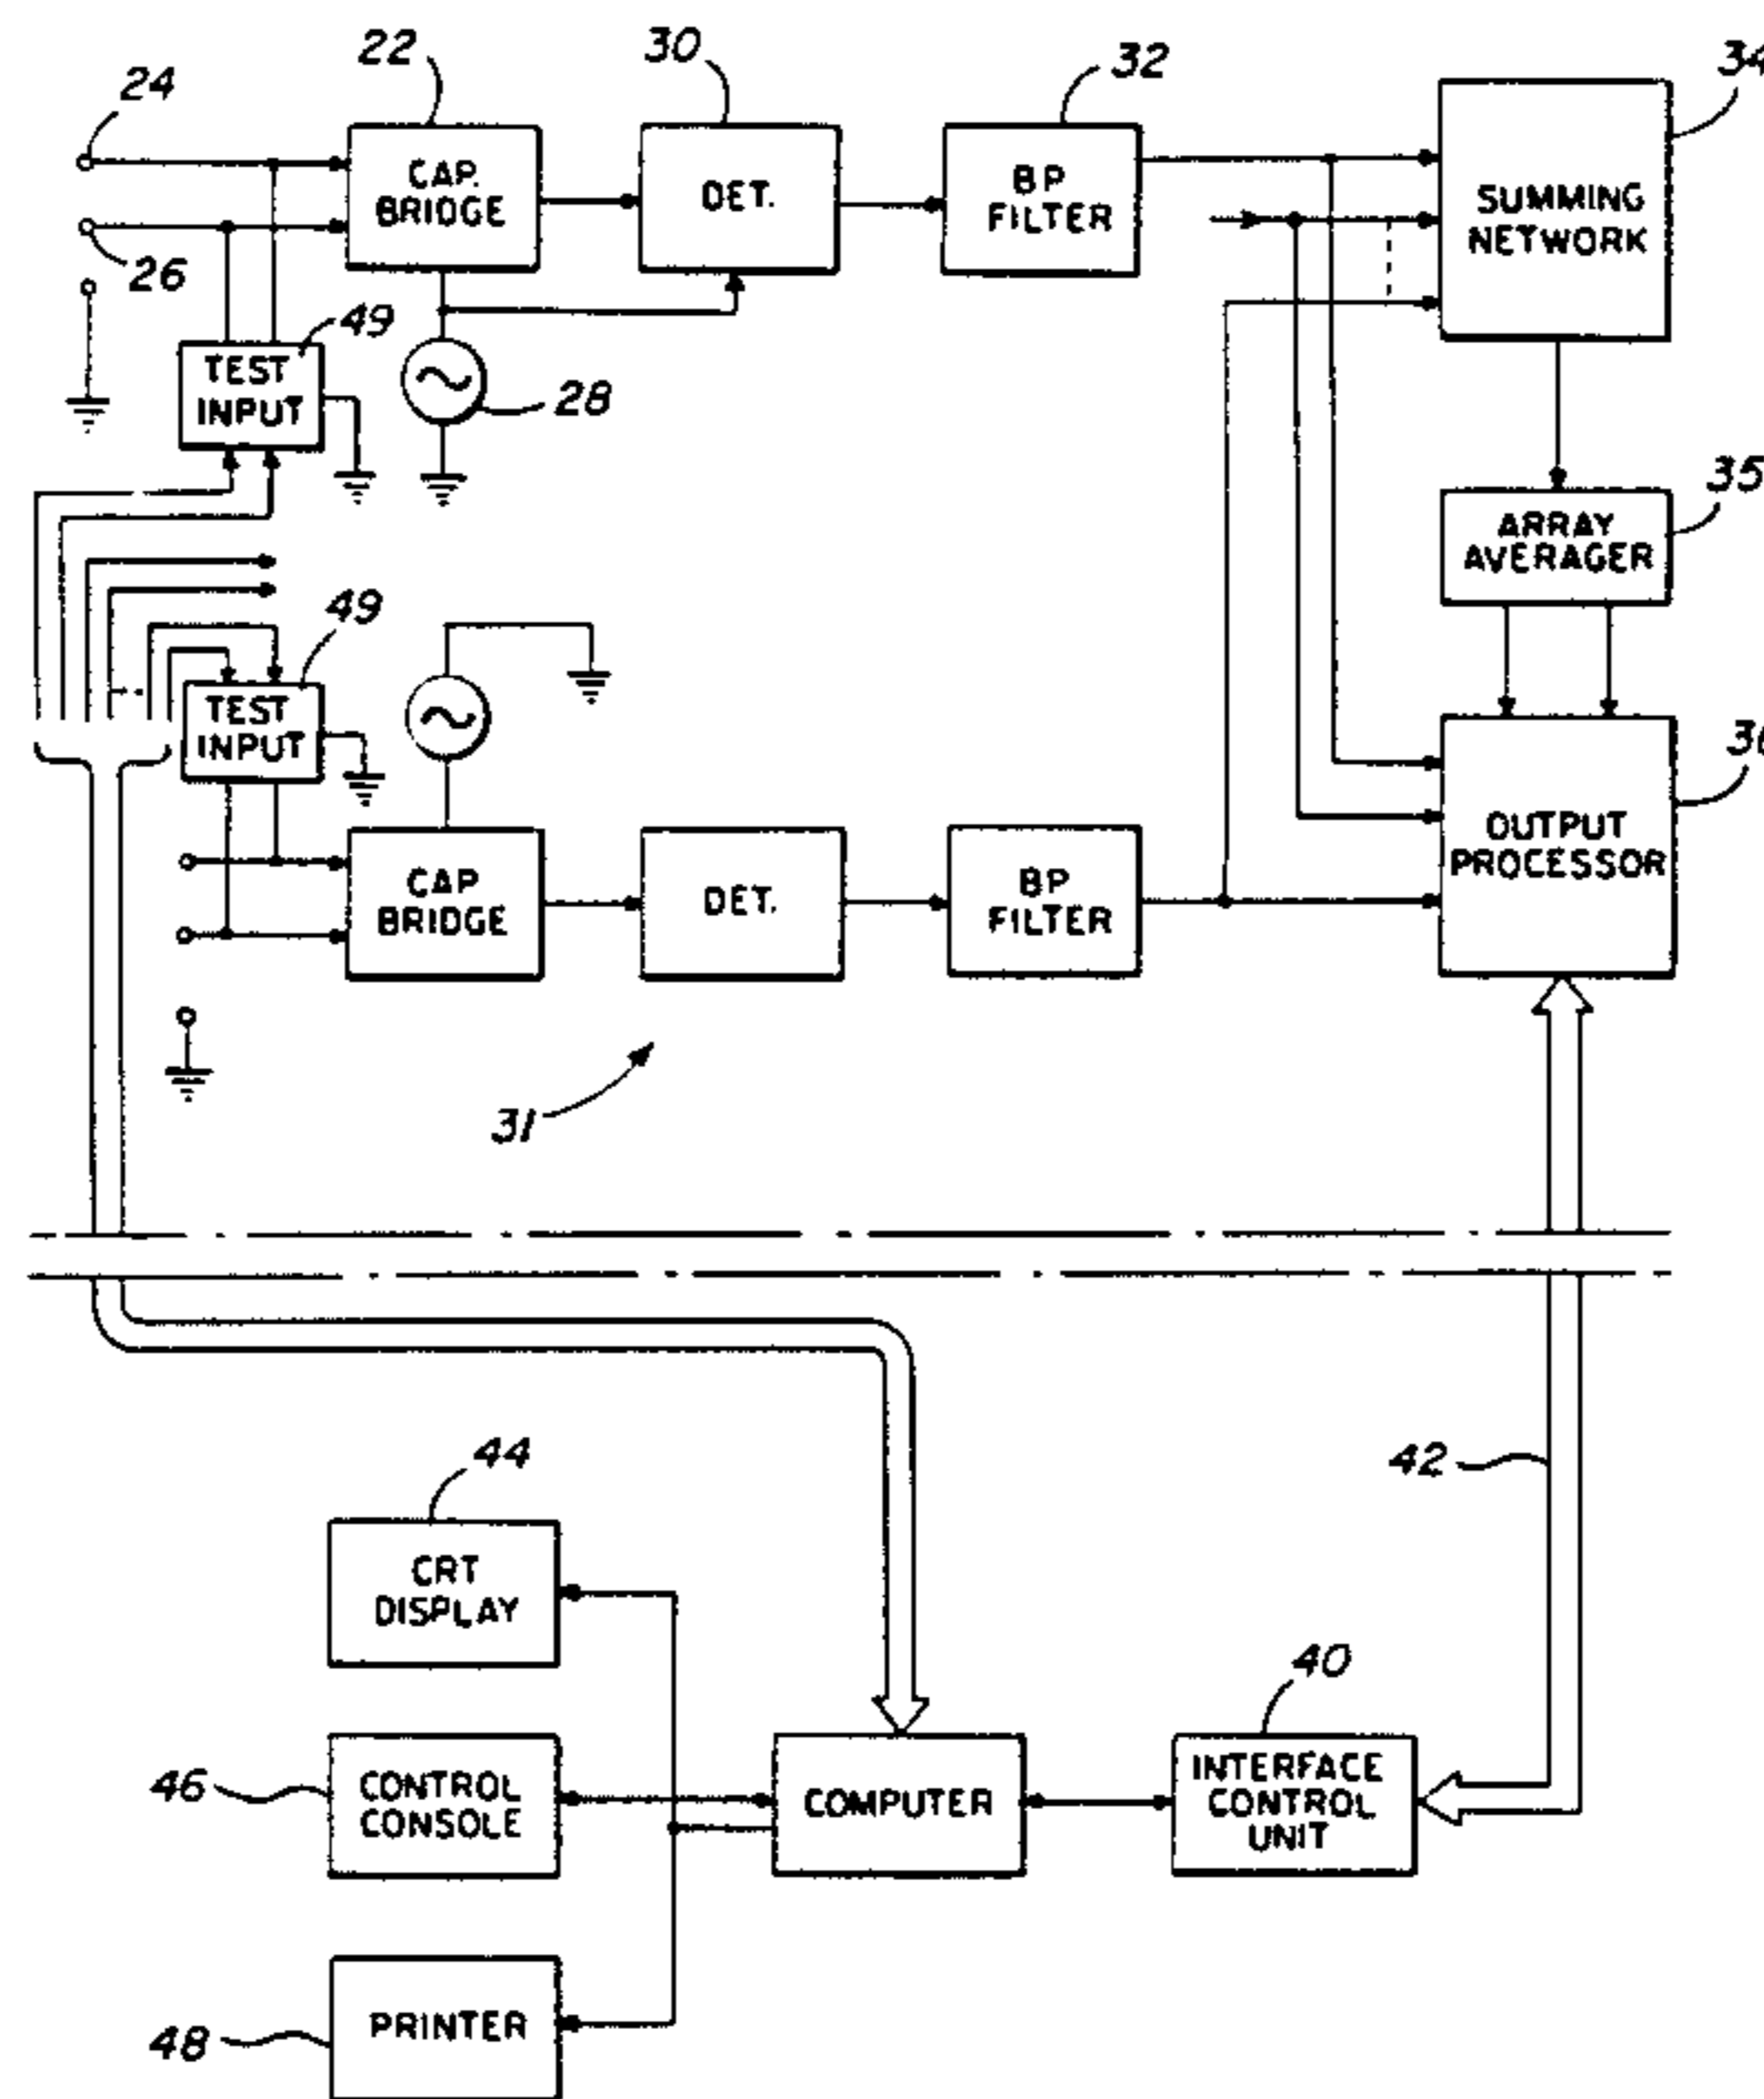 22
30
32
34
24
CAP.
BRIDGE
DET.
BP
FILTER
SUMMING
NETWORK
26
49
TEST
INPUT
28
35
ARRAY
AVERAGER
49
TEST
INPUT
OUTPUT
PROCESSOR
CAP
BRIDGE
DET.
BP
FILTER
31
44
42
CRT
DISPLAY
40
46
CONTROL
CONSOLE
COMPUTER
INTERFACE
CONTROL
UNIT
48
PRINTER